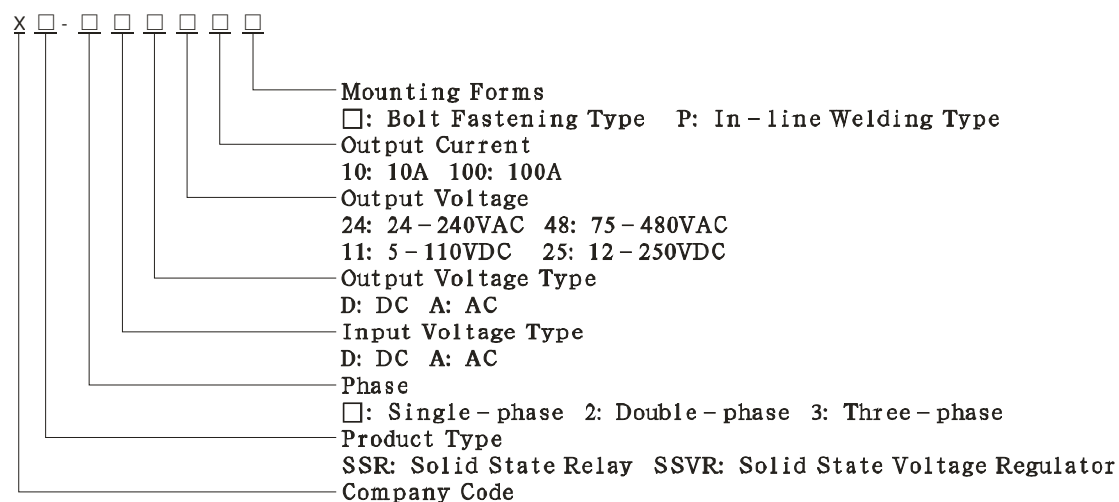 X□-□□□□□□
Mounting Forms
□: Bolt Fastening Type P: In-line Welding Type
Output Current
10: 10A 100: 100A
Output Voltage
24: 24-240VAC 48: 75-480VAC
11: 5-110VDC 25: 12-250VDC
Output Voltage Type
D: DC A: AC
Input Voltage Type
D: DC A: AC
Phase
□: Single-phase 2: Double-phase 3: Three-phase
Product Type
SSR: Solid State Relay SSVR: Solid State Voltage Regulator
Company Code